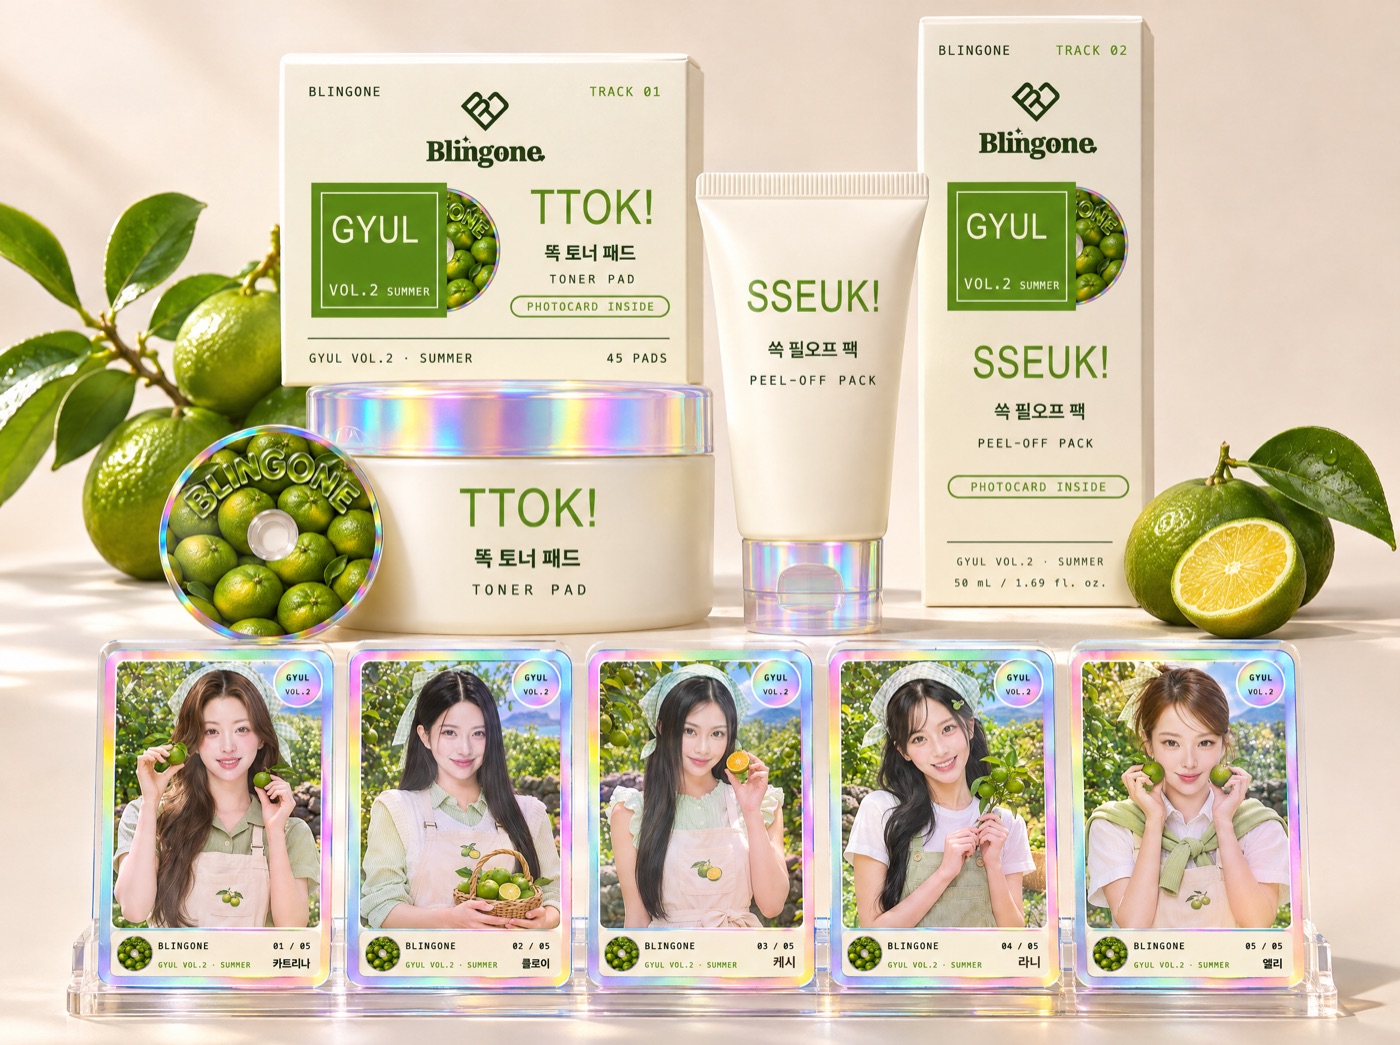 BLINGONE
TRACK 01
Blingone
GYUL
VOL.2 SUMMER
TTOK!
똑 토너 패드
TONER PAD
PHOTOCARD INSIDE
GYUL VOL.2 · SUMMER
45 PADS
BLINGONE
TRACK 02
Blingone
GYUL
VOL.2 SUMMER
SSEUK!
쓱 필오프 팩
PEEL-OFF PACK
PHOTOCARD INSIDE
GYUL VOL.2 · SUMMER
50 mL / 1.69 fl. oz.
SSEUK!
쏙 필오프 팩
PEEL-OFF PACK
BLINGONE
TTOK!
똑 토너 패드
TONER PAD
GYUL
VOL.2
BLINGONE
01 / 05
GYUL VOL.2 · SUMMER
카트리나
GYUL
VOL.2
BLINGONE
02 / 05
GYUL VOL.2 · SUMMER
클로이
GYUL
VOL.2
BLINGONE
03 / 05
GYUL VOL.2 · SUMMER
케시
GYUL
VOL.2
BLINGONE
04 / 05
GYUL VOL.2 · SUMMER
라니
GYUL
VOL.2
BLINGONE
05 / 05
GYUL VOL.2 · SUMMER
앨리